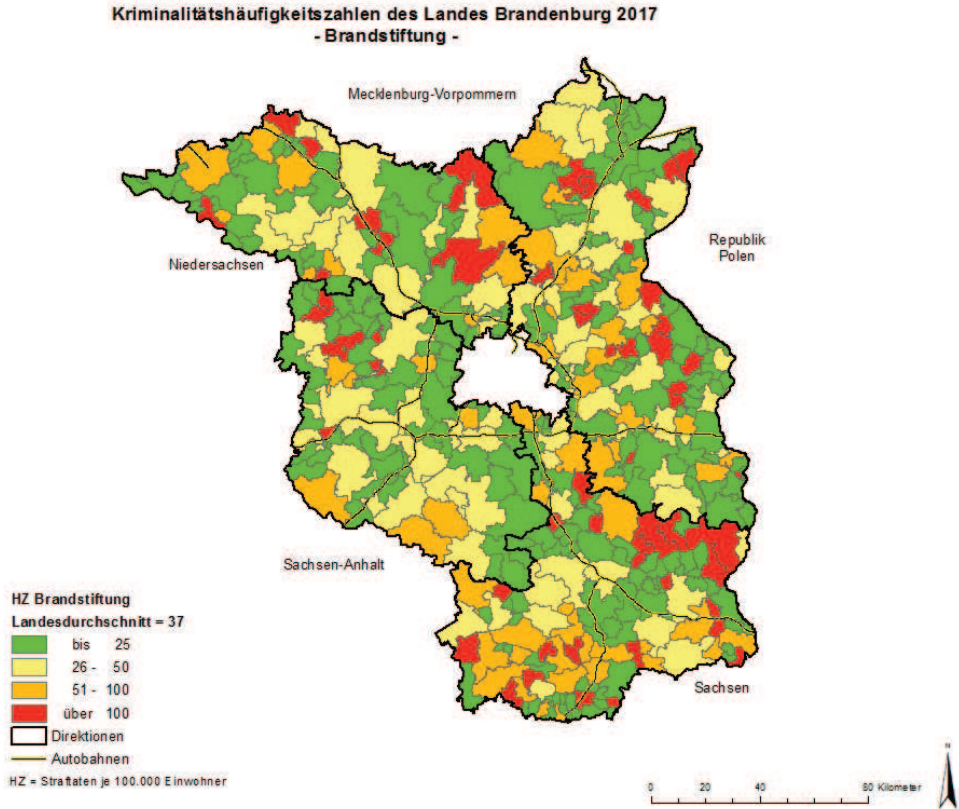 Kriminalitätshäufigkeitszahlen des Landes Brandenburg 2017
- Brandstiftung -
Mecklenburg-Vorpommern
Republik
Polen
Niedersachsen
Sachsen-Anhalt
Sachsen
HZ Brandstiftung
Landesdurchschnitt = 37
bis 25
26 - 50
51 - 100
über 100
Direktionen
Autobahnen
HZ = Straftaten je 100.000 Einwohner
N
0 20 40 80 Kilometer